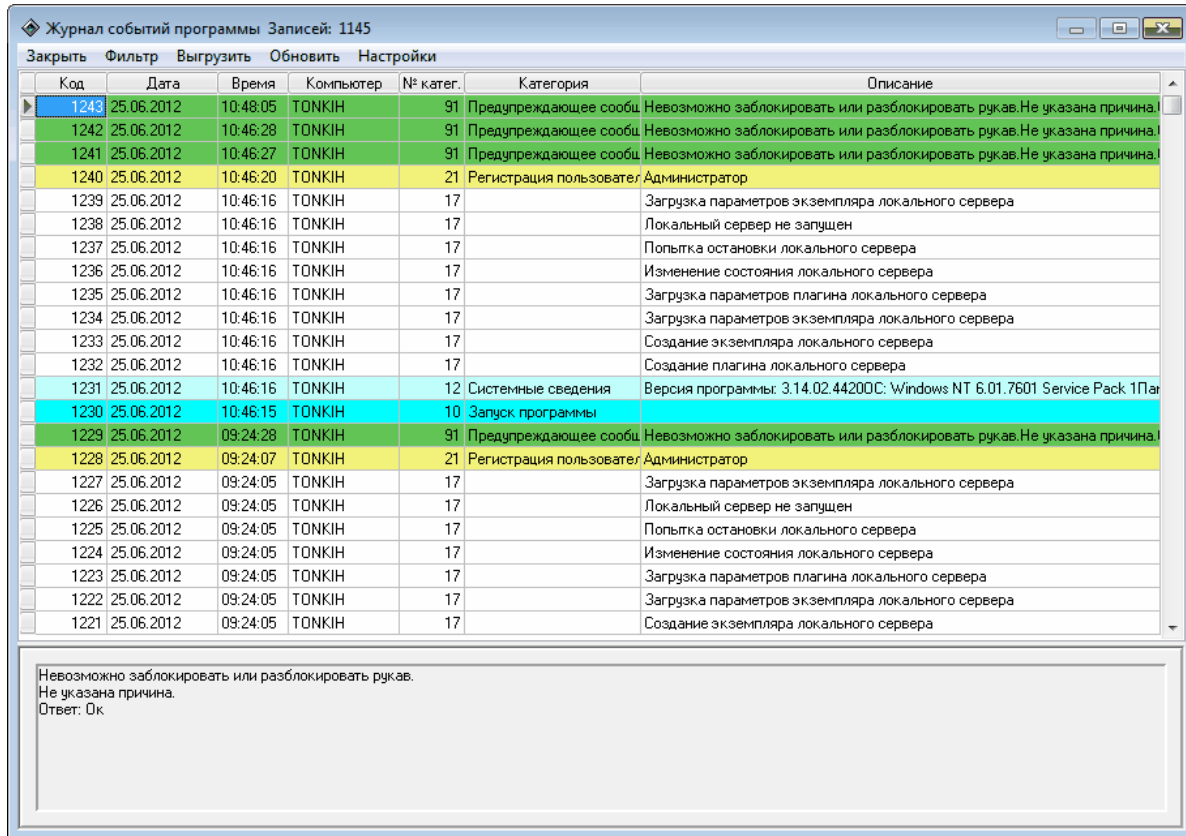 Журнал событий программы Записей: 1145
Закрыть Фильтр Выгрузить Обновить Настройки
Код Дата Время Компьютер № катег. Категория Описание
1243 25.06.2012 10:48:05 TONKIH 91 Предупреждающее сообщ Невозможно заблокировать или разблокировать рукав.Не указана причина.
1242 25.06.2012 10:46:28 TONKIH 91 Предупреждающее сообщ Невозможно заблокировать или разблокировать рукав.Не указана причина.
1241 25.06.2012 10:46:27 TONKIH 91 Предупреждающее сообщ Невозможно заблокировать или разблокировать рукав.Не указана причина.
1240 25.06.2012 10:46:20 TONKIH 21 Регистрация пользовател Администратор
1239 25.06.2012 10:46:16 TONKIH 17 Загрузка параметров экземпляра локального сервера
1238 25.06.2012 10:46:16 TONKIH 17 Локальный сервер не запущен
1237 25.06.2012 10:46:16 TONKIH 17 Попытка остановки локального сервера
1236 25.06.2012 10:46:16 TONKIH 17 Изменение состояния локального сервера
1235 25.06.2012 10:46:16 TONKIH 17 Загрузка параметров плагина локального сервера
1234 25.06.2012 10:46:16 TONKIH 17 Загрузка параметров экземпляра локального сервера
1233 25.06.2012 10:46:16 TONKIH 17 Создание экземпляра локального сервера
1232 25.06.2012 10:46:16 TONKIH 17 Создание плагина локального сервера
1231 25.06.2012 10:46:16 TONKIH 12 Системные сведения Версия программы: 3.14.02.4420ОС: Windows NT 6.01.7601 Service Pack 1Пар
1230 25.06.2012 10:46:15 TONKIH 10 Запуск программы
1229 25.06.2012 09:24:28 TONKIH 91 Предупреждающее сообщ Невозможно заблокировать или разблокировать рукав.Не указана причина.
1228 25.06.2012 09:24:07 TONKIH 21 Регистрация пользовател Администратор
1227 25.06.2012 09:24:05 TONKIH 17 Загрузка параметров экземпляра локального сервера
1226 25.06.2012 09:24:05 TONKIH 17 Локальный сервер не запущен
1225 25.06.2012 09:24:05 TONKIH 17 Попытка остановки локального сервера
1224 25.06.2012 09:24:05 TONKIH 17 Изменение состояния локального сервера
1223 25.06.2012 09:24:05 TONKIH 17 Загрузка параметров плагина локального сервера
1222 25.06.2012 09:24:05 TONKIH 17 Загрузка параметров экземпляра локального сервера
1221 25.06.2012 09:24:05 TONKIH 17 Создание экземпляра локального сервера
Невозможно заблокировать или разблокировать рукав.
Не указана причина.
Ответ: Ок